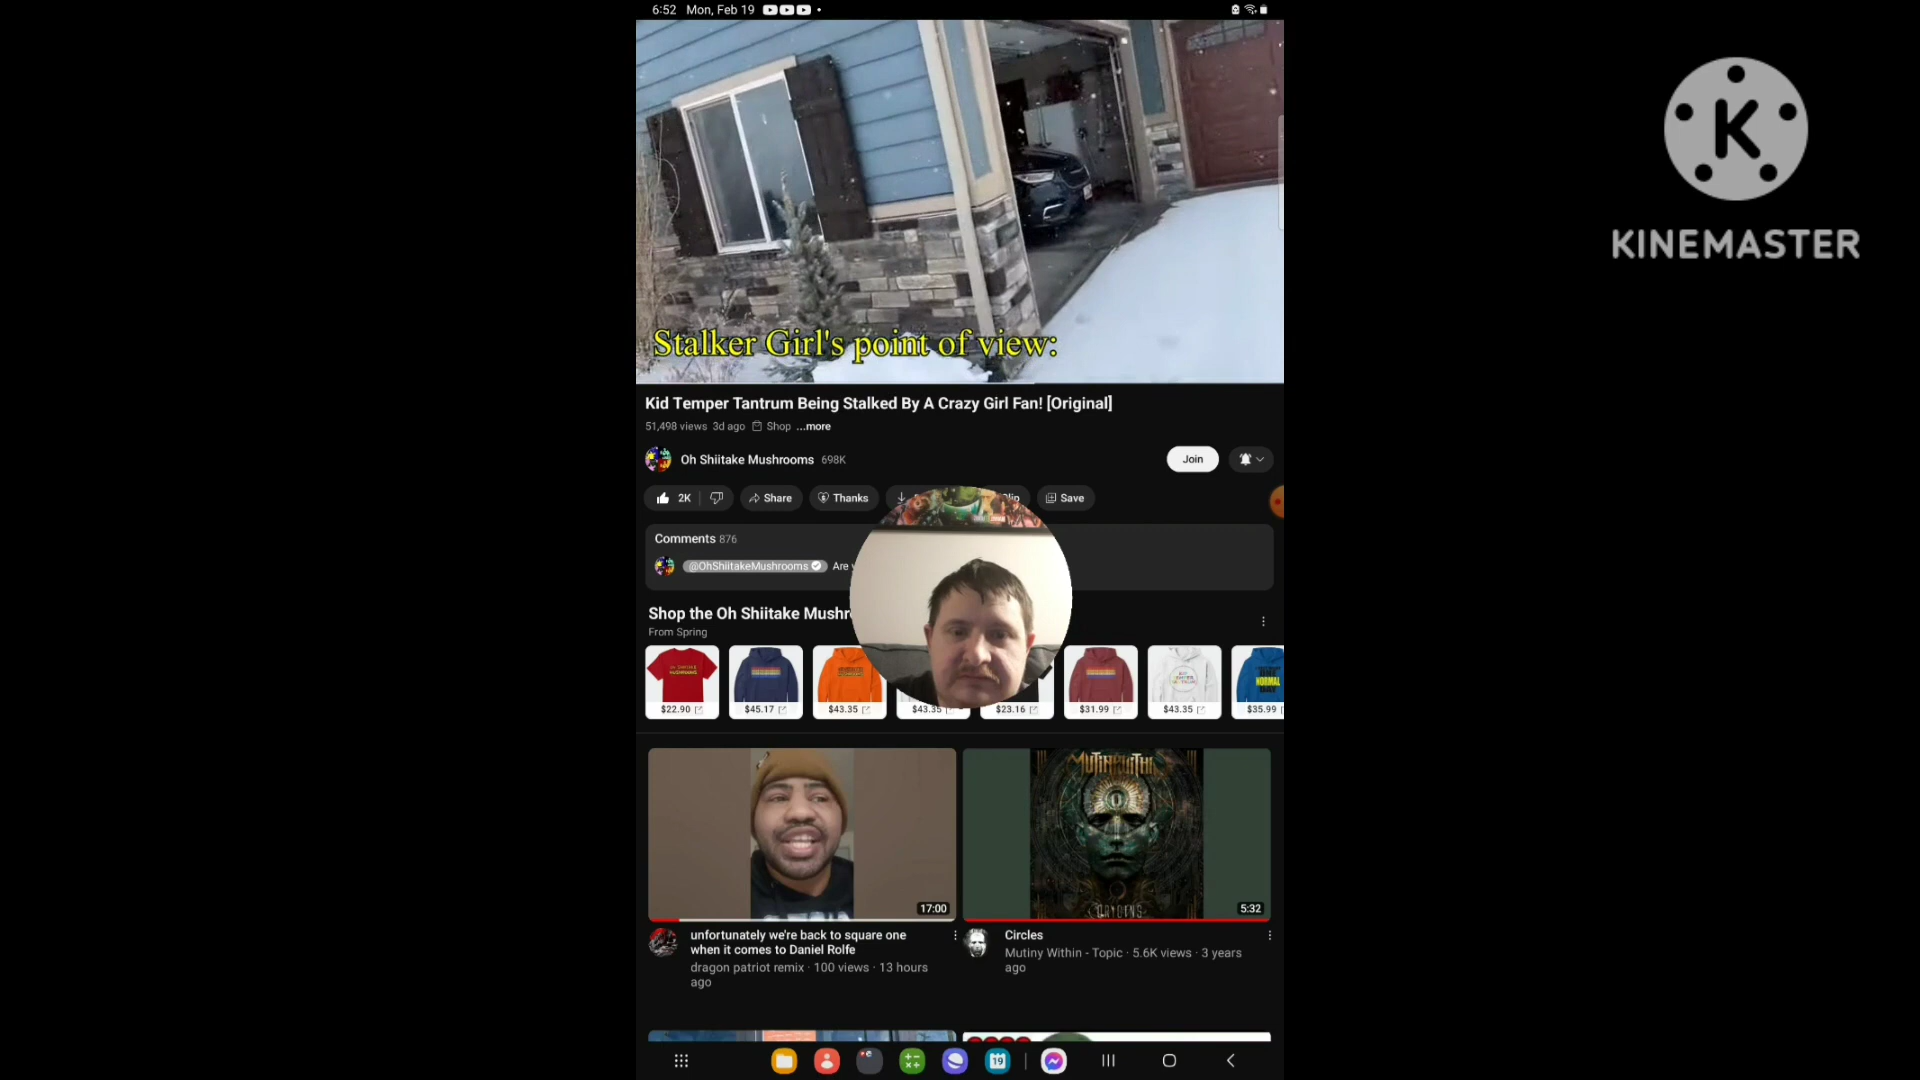 6:52 Mon, Feb 19
K
KINEMASTER
Stalker Girl's point of view:
Kid Temper Tantrum Being Stalked By A Crazy Girl Fan! [Original]
51,498 views 3d ago Shop ...more
Oh Shiitake Mushrooms 698K
Join
2K Share Thanks Save
Comments 876
@OhShiitakeMushrooms Are
Shop the Oh Shiitake Mushr
From Spring
$22.90 $45.17 $43.35 $43.35 $23.16 $31.99 $43.35 $35.99
17:00
5:32
unfortunately we're back to square one
when it comes to Daniel Rolfe
dragon patriot remix · 100 views · 13 hours
ago
Circles
Mutiny Within - Topic · 5.6K views · 3 years
ago
19